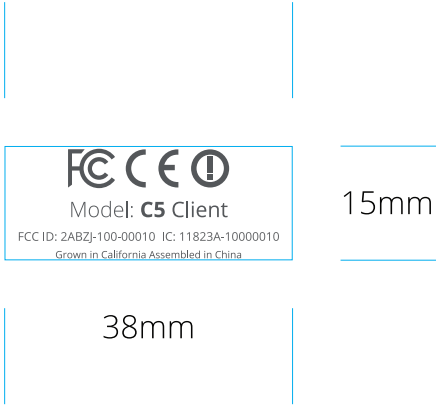 FC CE
Model: C5 Client
FCC ID: 2ABZJ-100-00010 IC: 11823A-10000010
Grown in California Assembled in China
15mm
38mm